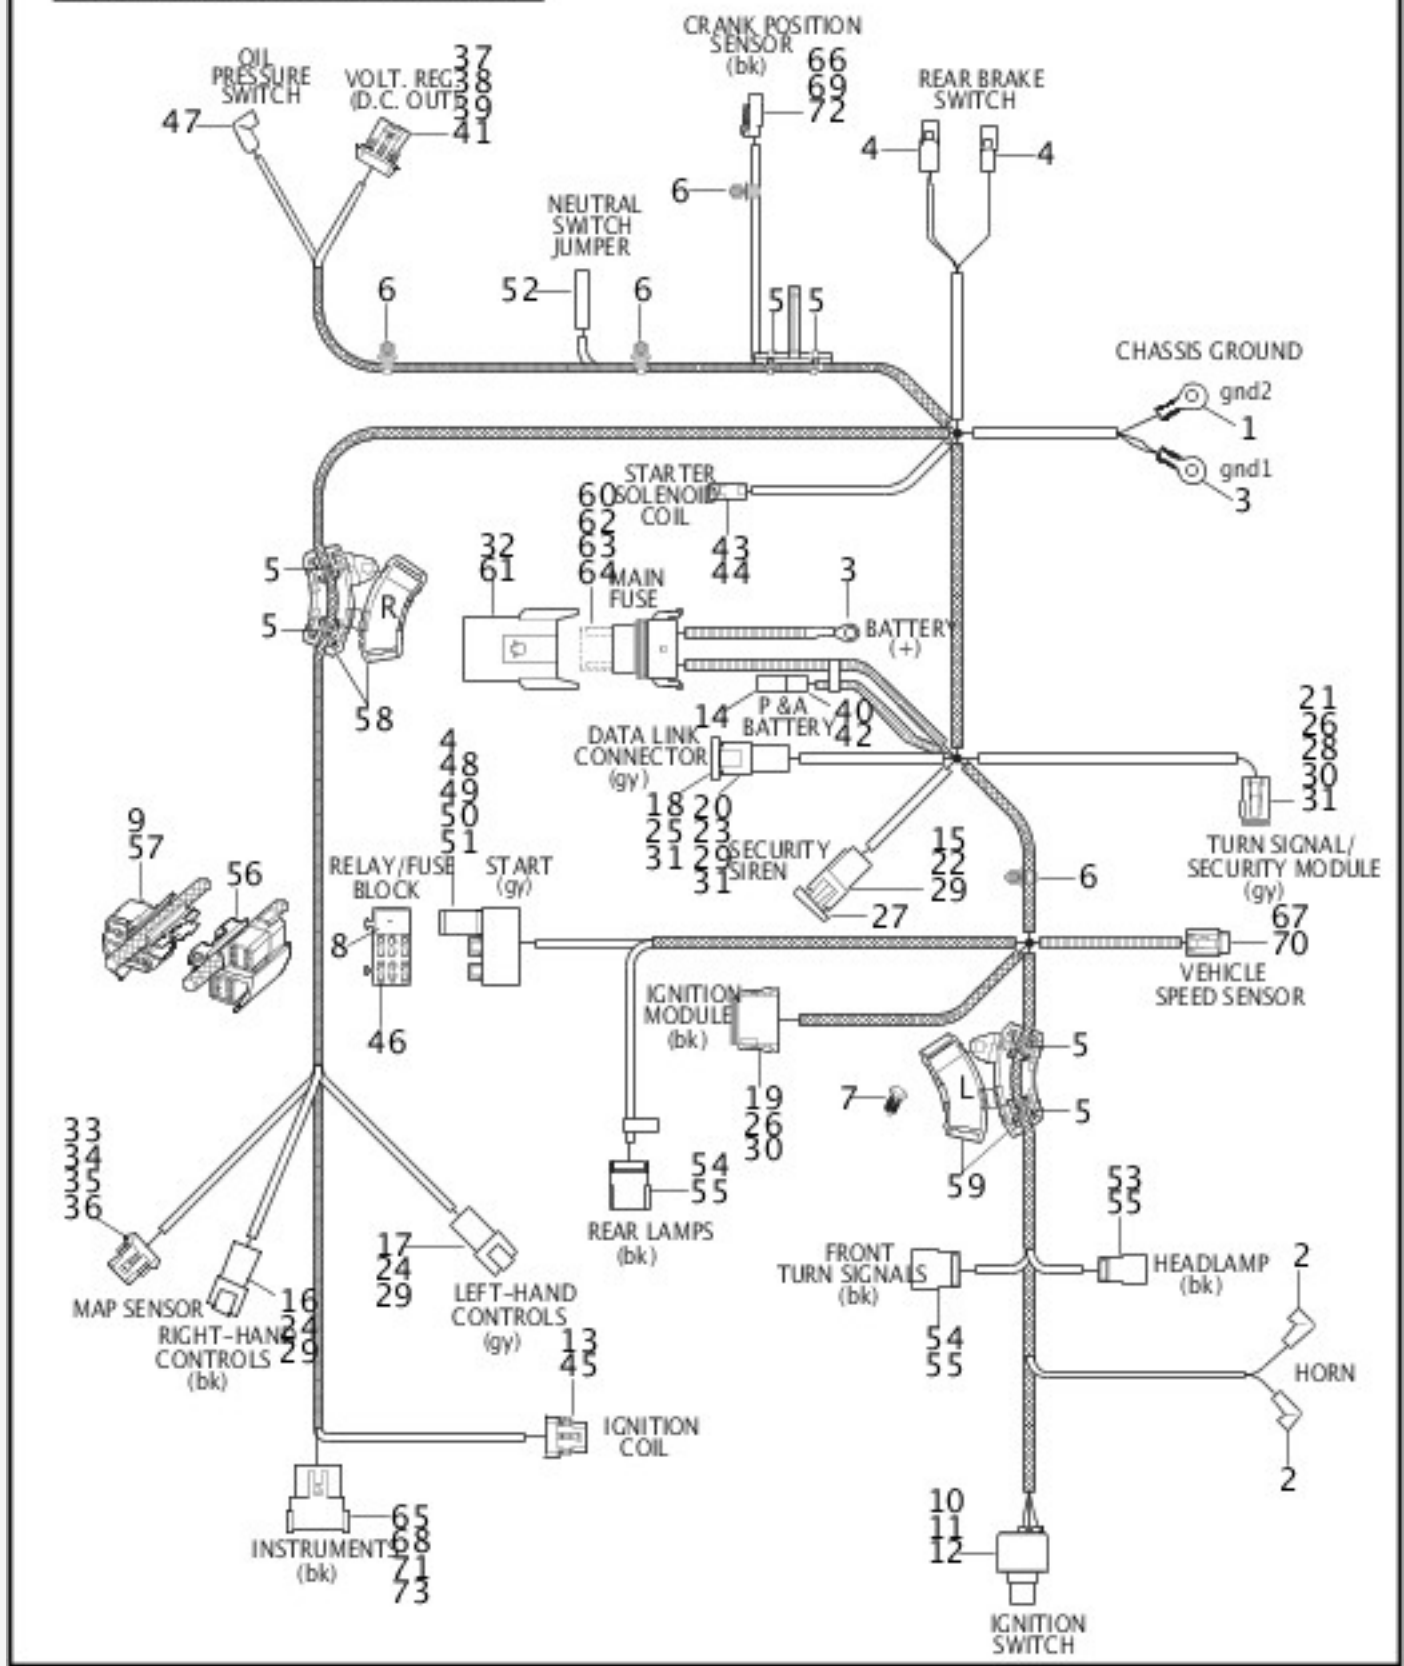 CRANK POSITION
SENSOR
(bk)
66
69
72
OIL
PRESSURE
SWITCH
47
VOLT. REG
(D.C. OUT)
37
38
39
41
REAR BRAKE
SWITCH
4
4
6
NEUTRAL
SWITCH
JUMPER
52
6
6
5
5
CHASSIS GROUND
gnd2
1
gnd1
3
STARTER
SOLENOID
COIL
43
44
60
62
63
64
MAIN
FUSE
32
61
3
BATTERY
(+)
5
5
R
58
14
P &A
BATTERY
40
42
DATA LINK
CONNECTOR
(gy)
18
25
31
20
23
29
31
21
26
28
30
31
TURN SIGNAL/
SECURITY MODULE
(gy)
SECURITY
SIREN
15
22
29
27
6
4
48
49
50
51
START
(gy)
RELAY/FUSE
BLOCK
8
46
9
57
56
67
70
VEHICLE
SPEED SENSOR
IGNITION
MODULE
(bk)
19
26
30
7
L
5
5
59
33
34
35
36
MAP SENSOR
16
24
29
RIGHT-HAND
CONTROLS
(bk)
17
24
29
LEFT-HAND
CONTROLS
(gy)
54
55
REAR LAMPS
(bk)
FRONT
TURN SIGNALS
(bk)
54
55
53
55
HEADLAMP
(bk)
2
HORN
2
13
45
IGNITION
COIL
65
68
71
73
INSTRUMENTS
(bk)
10
11
12
IGNITION
SWITCH